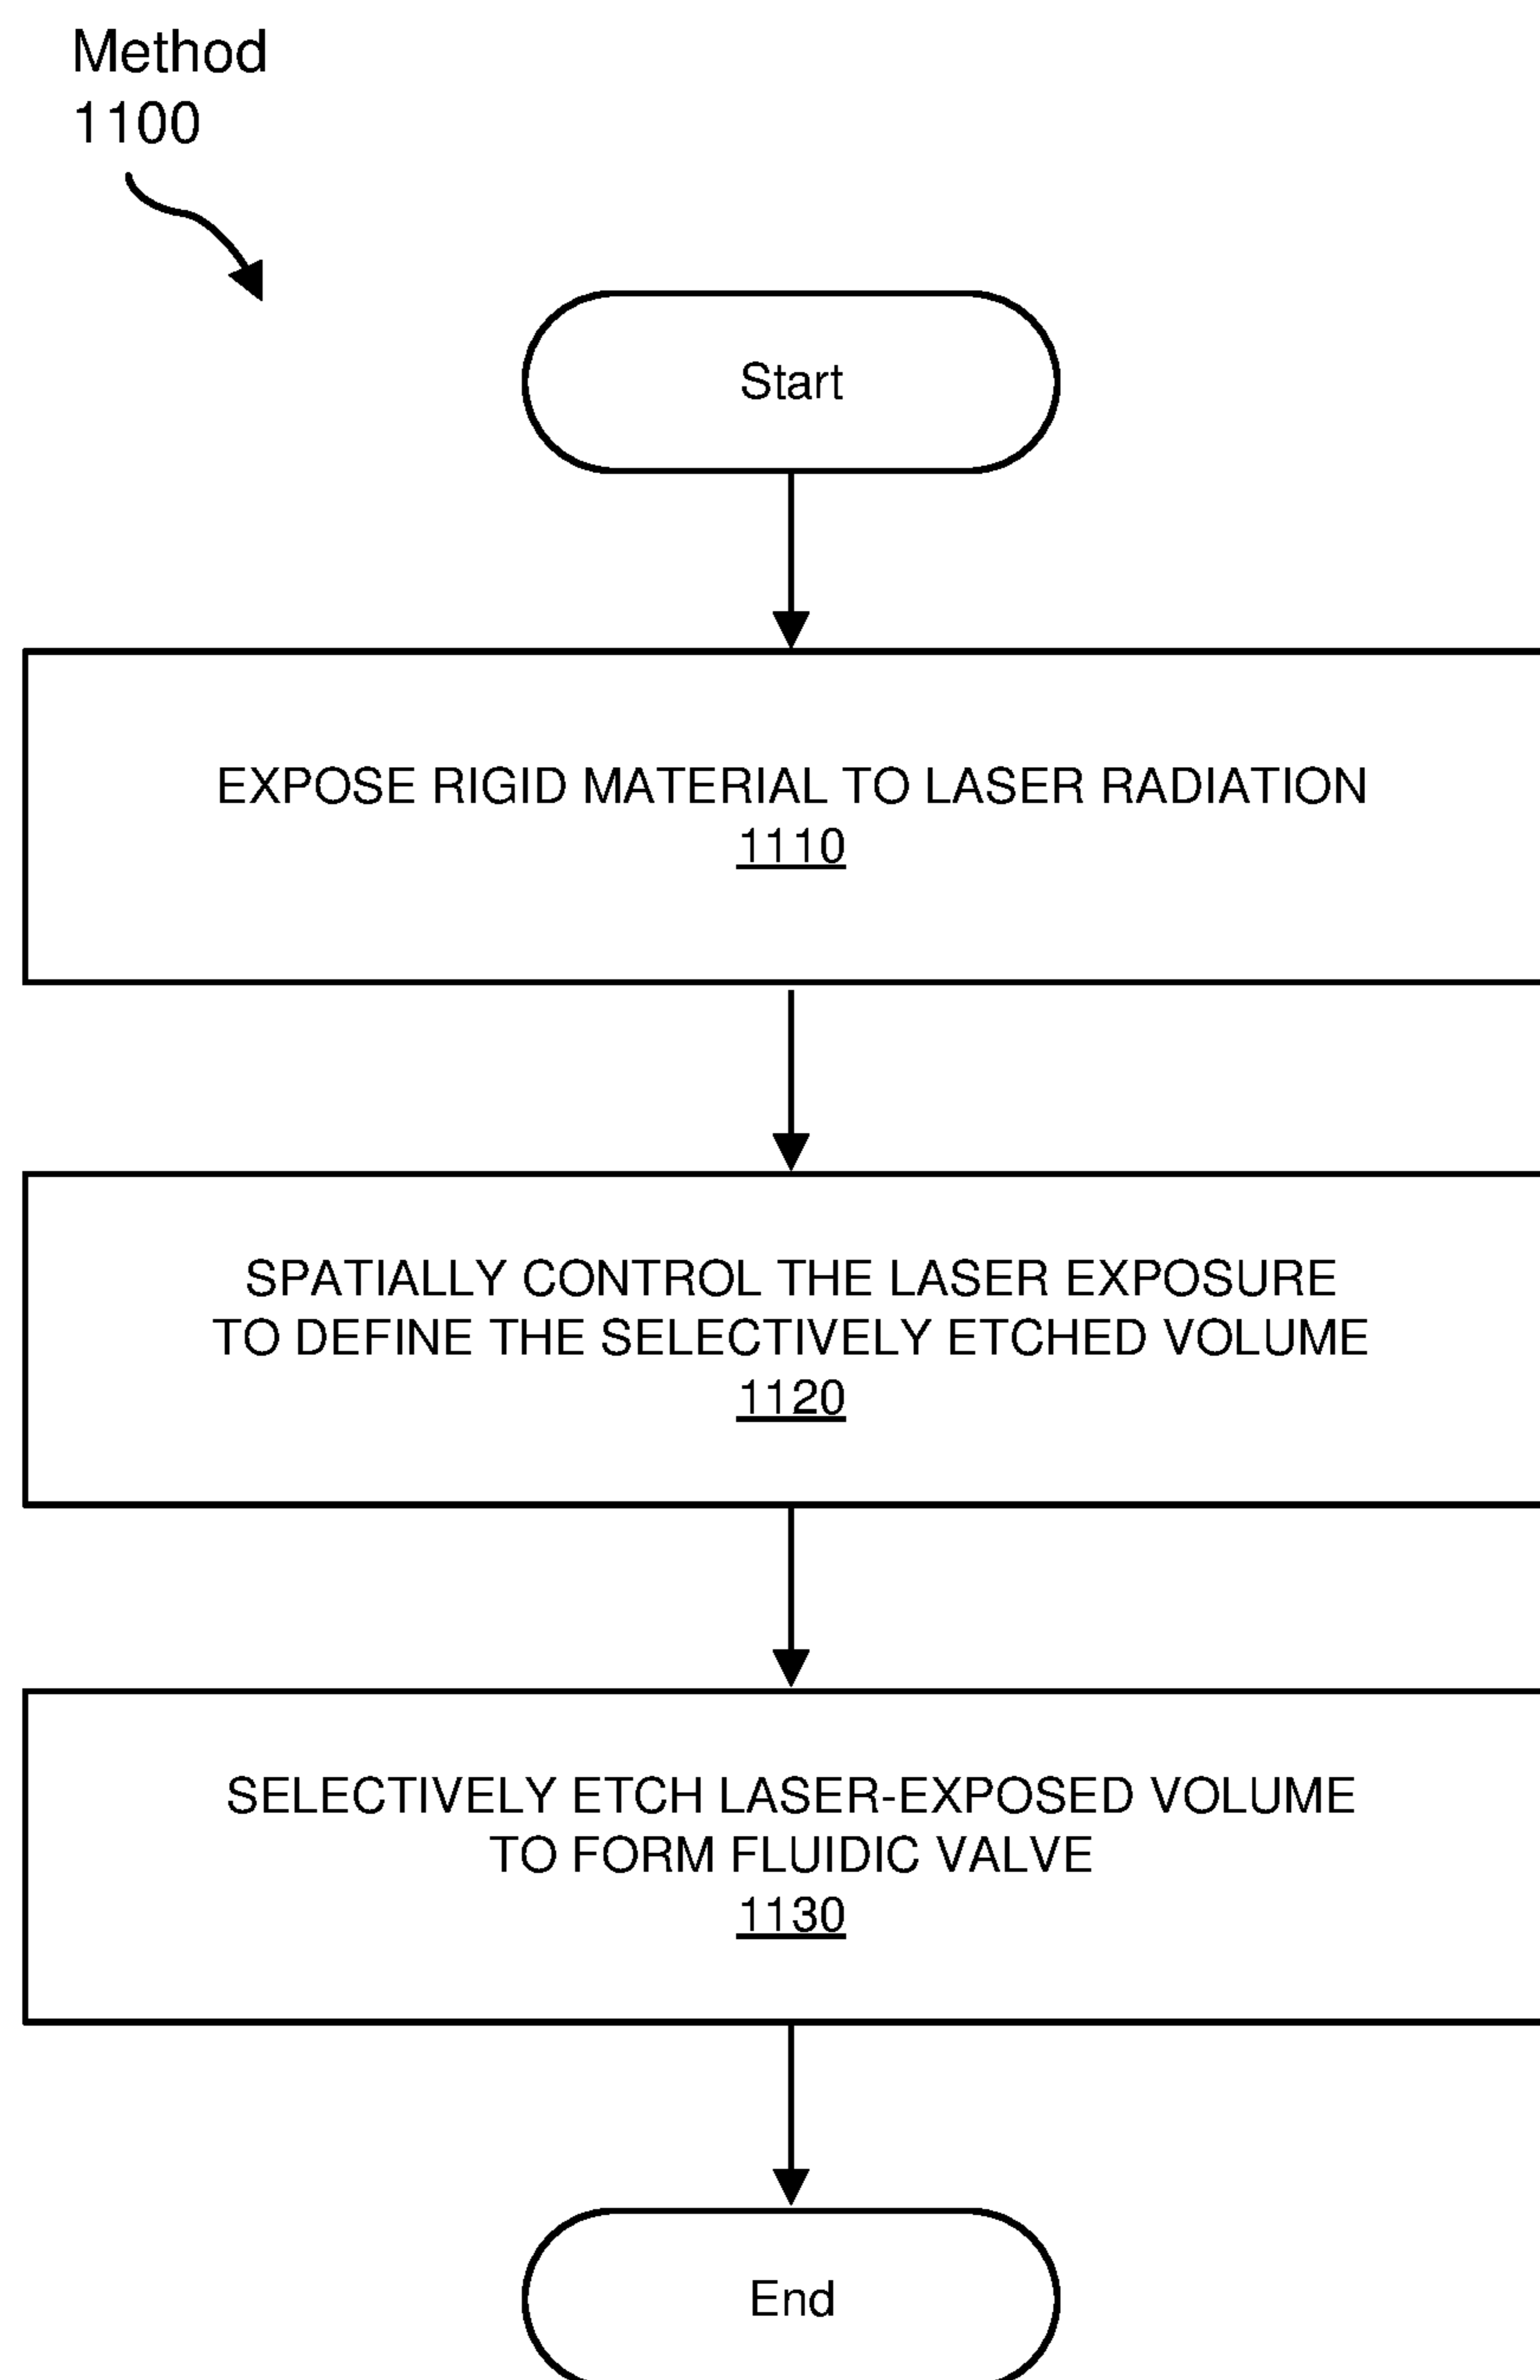 Method
1100
Start
EXPOSE RIGID MATERIAL TO LASER RADIATION
1110
SPATIALLY CONTROL THE LASER EXPOSURE
TO DEFINE THE SELECTIVELY ETCHED VOLUME
1120
SELECTIVELY ETCH LASER-EXPOSED VOLUME
TO FORM FLUIDIC VALVE
1130
End